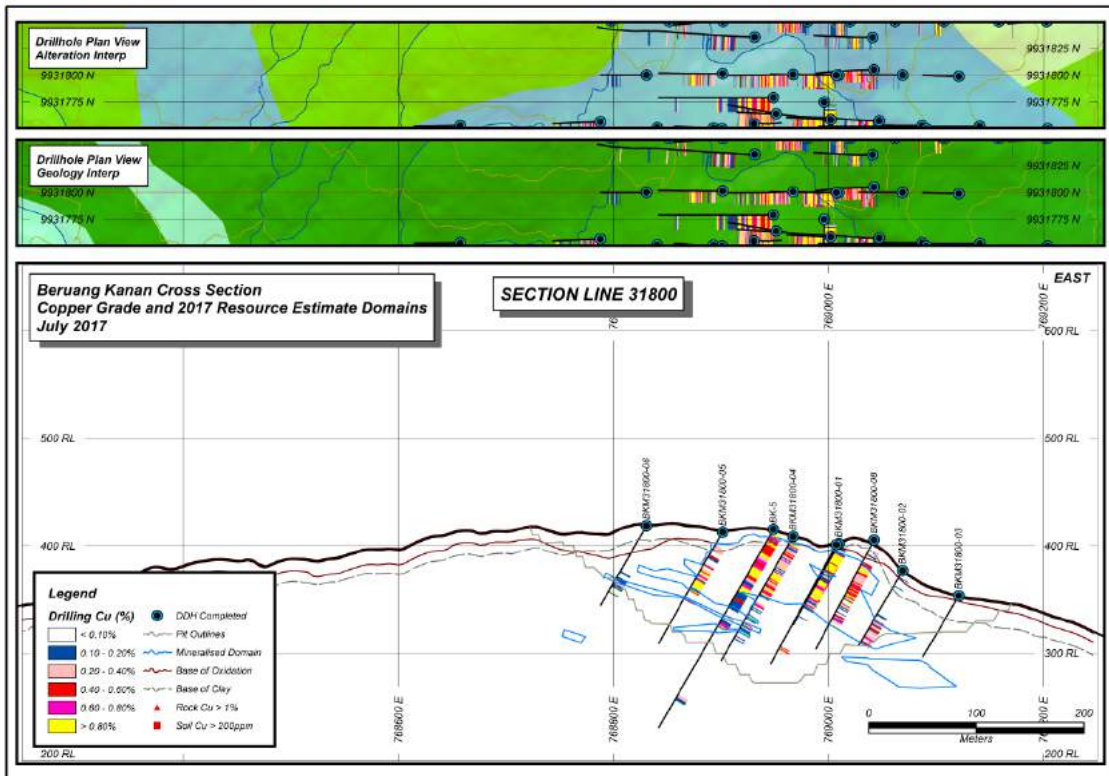 Drillhole Plan View
Alteration Interp
9931825 N
9931800 N
9931800 N
9931775 N
9931775 N
Drillhole Plan View
Geology Interp
9931825 N
9931800 N
9931800 N
9931775 N
9931775 N
Beruang Kanan Cross Section
Copper Grade and 2017 Resource Estimate Domains
July 2017
SECTION LINE 31800
EAST
769000 E
769200 E
500 RL
500 RL
500 RL
400 RL
400 RL
300 RL
200 RL
200 RL
BKM31800-06
BKM31800-05
BK-5
BKM31800-04
BKM31800-01
BKM31800-08
BKM31800-02
BKM31800-03
Legend
Drilling Cu (%)
< 0.10%
0.10 - 0.20%
0.20 - 0.40%
0.40 - 0.60%
0.60 - 0.80%
> 0.80%
DDH Completed
Pit Outlines
Mineralised Domain
Base of Oxidation
Base of Clay
Rock Cu > 1%
Soil Cu > 200ppm
768600 E
768800 E
769000 E
769200 E
0 100 200
Meters